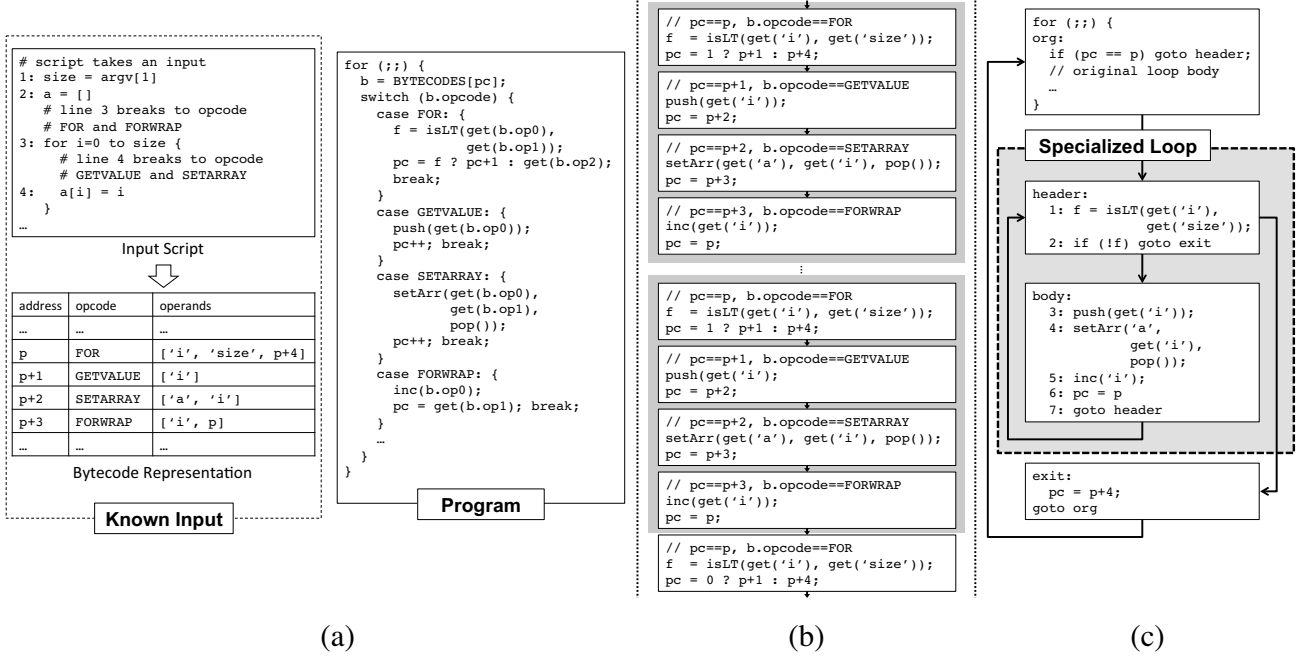 # script takes an input
1: size = argv[1]
2: a = []
# line 3 breaks to opcode
# FOR and FORWRAP
3: for i=0 to size {
# line 4 breaks to opcode
# GETVALUE and SETARRAY
4: a[i] = i
}
…
Input Script
address opcode operands
… … …
p FOR [‘i’, ‘size’, p+4]
p+1 GETVALUE [‘i’]
p+2 SETARRAY [‘a’, ‘i’]
p+3 FORWRAP [‘i’, p]
… … …
Bytecode Representation
Known Input
for (;;) {
b = BYTECODES[pc];
switch (b.opcode) {
case FOR: {
f = isLT(get(b.op0),
get(b.op1));
pc = f ? pc+1 : get(b.op2);
break;
}
case GETVALUE: {
push(get(b.op0));
pc++; break;
}
case SETARRAY: {
setArr(get(b.op0),
get(b.op1),
pop());
pc++; break;
}
case FORWRAP: {
inc(b.op0);
pc = get(b.op1); break;
}
…
}
}
Program
(a)
// pc==p, b.opcode==FOR
f = isLT(get(‘i’), get(‘size’));
pc = 1 ? p+1 : p+4;
// pc==p+1, b.opcode==GETVALUE
push(get(‘i’));
pc = p+2;
// pc==p+2, b.opcode==SETARRAY
setArr(get(‘a’), get(‘i’), pop());
pc = p+3;
// pc==p+3, b.opcode==FORWRAP
inc(get(‘i’));
pc = p;
…
// pc==p, b.opcode==FOR
f = isLT(get(‘i’), get(‘size’));
pc = 1 ? p+1 : p+4;
// pc==p+1, b.opcode==GETVALUE
push(get(‘i’);
pc = p+2;
// pc==p+2, b.opcode==SETARRAY
setArr(get(‘a’), get(‘i’), pop());
pc = p+3;
// pc==p+3, b.opcode==FORWRAP
inc(get(‘i’));
pc = p;
// pc==p, b.opcode==FOR
f = isLT(get(‘i’), get(‘size’));
pc = 0 ? p+1 : p+4;
(b)
for (;;) {
org:
if (pc == p) goto header;
// original loop body
…
}
Specialized Loop
header:
1: f = isLT(get(‘i’),
get(‘size’));
2: if (!f) goto exit
body:
3: push(get(‘i’));
4: setArr(‘a’,
get(‘i’),
pop());
5: inc(‘i’);
6: pc = p
7: goto header
exit:
pc = p+4;
goto org
(c)